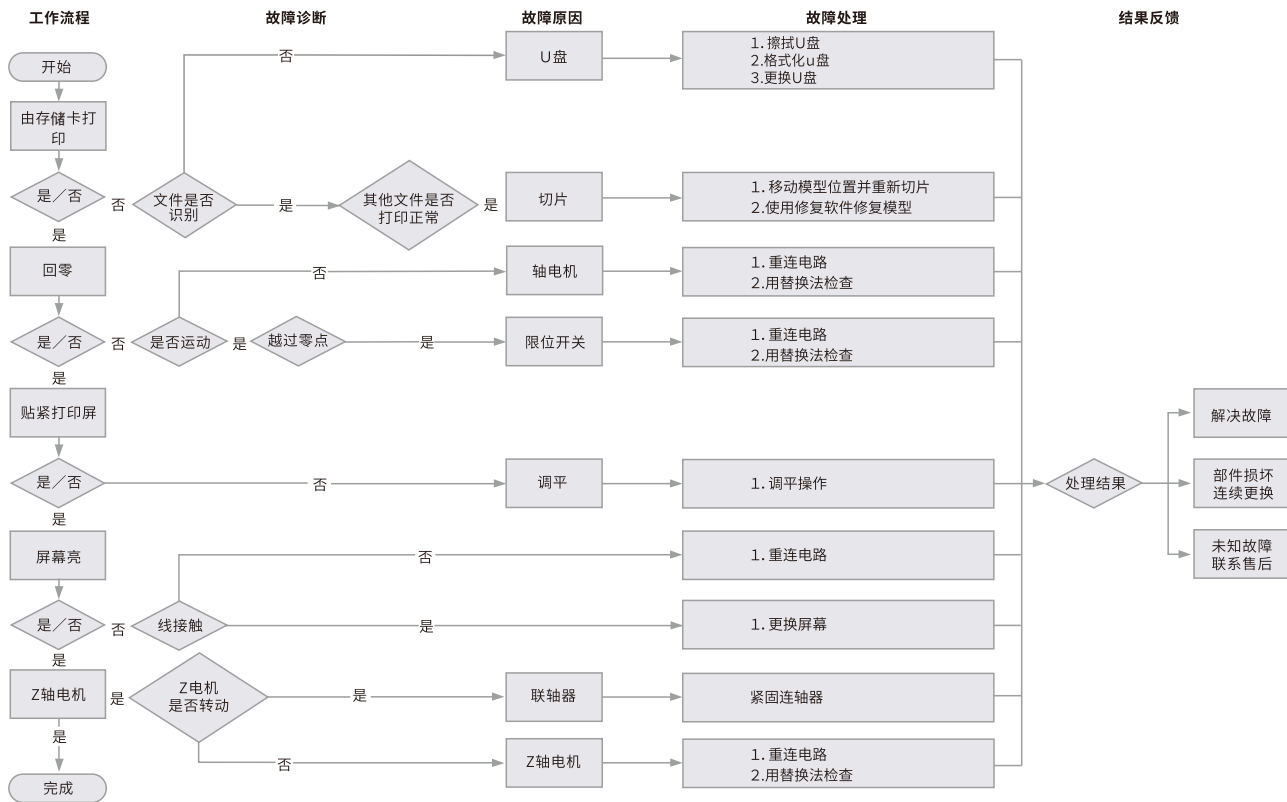 工作流程
故障诊断
故障原因
故障处理
结果反馈
开始
由存储卡打
印
是／否
否
文件是否
识别
否
是
其他文件是否
打印正常
是
U盘
1. 擦拭U盘
2.格式化u盘
3.更换U盘
切片
1. 移动模型位置并重新切片
2.使用修复软件修复模型
是
回零
是／否
否
是否运动
否
是
越过零点
是
轴电机
1. 重连电路
2.用替换法检查
限位开关
1. 重连电路
2.用替换法检查
是
贴紧打印屏
是／否
否
调平
1. 调平操作
是
屏幕亮
是／否
否
线接触
否
1. 重连电路
是
1. 更换屏幕
是
Z轴电机
是
Z电机
是否转动
是
联轴器
紧固连轴器
否
Z轴电机
1. 重连电路
2.用替换法检查
是
完成
处理结果
解决故障
部件损坏
连续更换
未知故障
联系售后